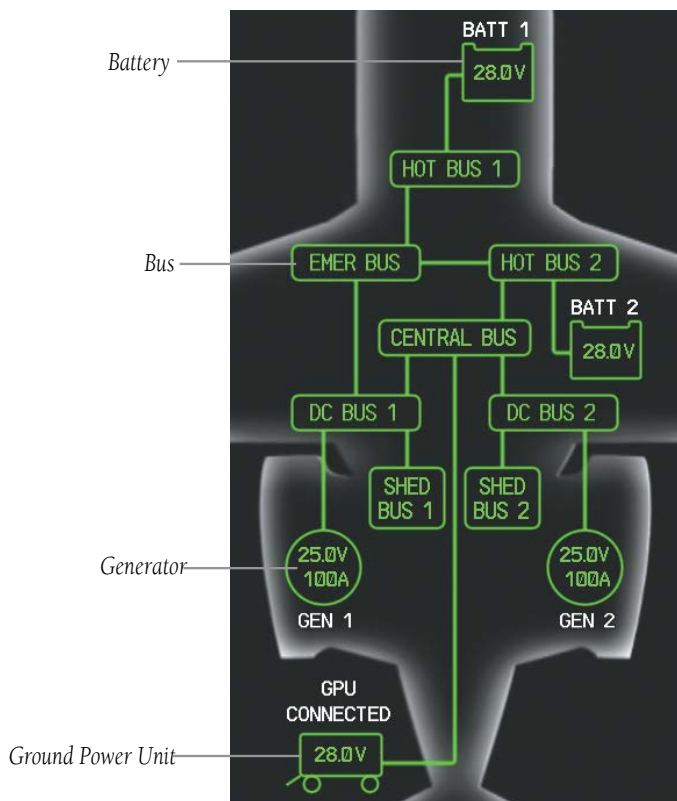 BATT 1
Battery
28.0V
HOT BUS 1
Bus
EMER BUS
HOT BUS 2
BATT 2
CENTRAL BUS
28.0V
DC BUS 1
DC BUS 2
SHED
BUS 1
SHED
BUS 2
Generator
25.0V
100A
GEN 1
25.0V
100A
GEN 2
GPU
CONNECTED
Ground Power Unit
28.0V